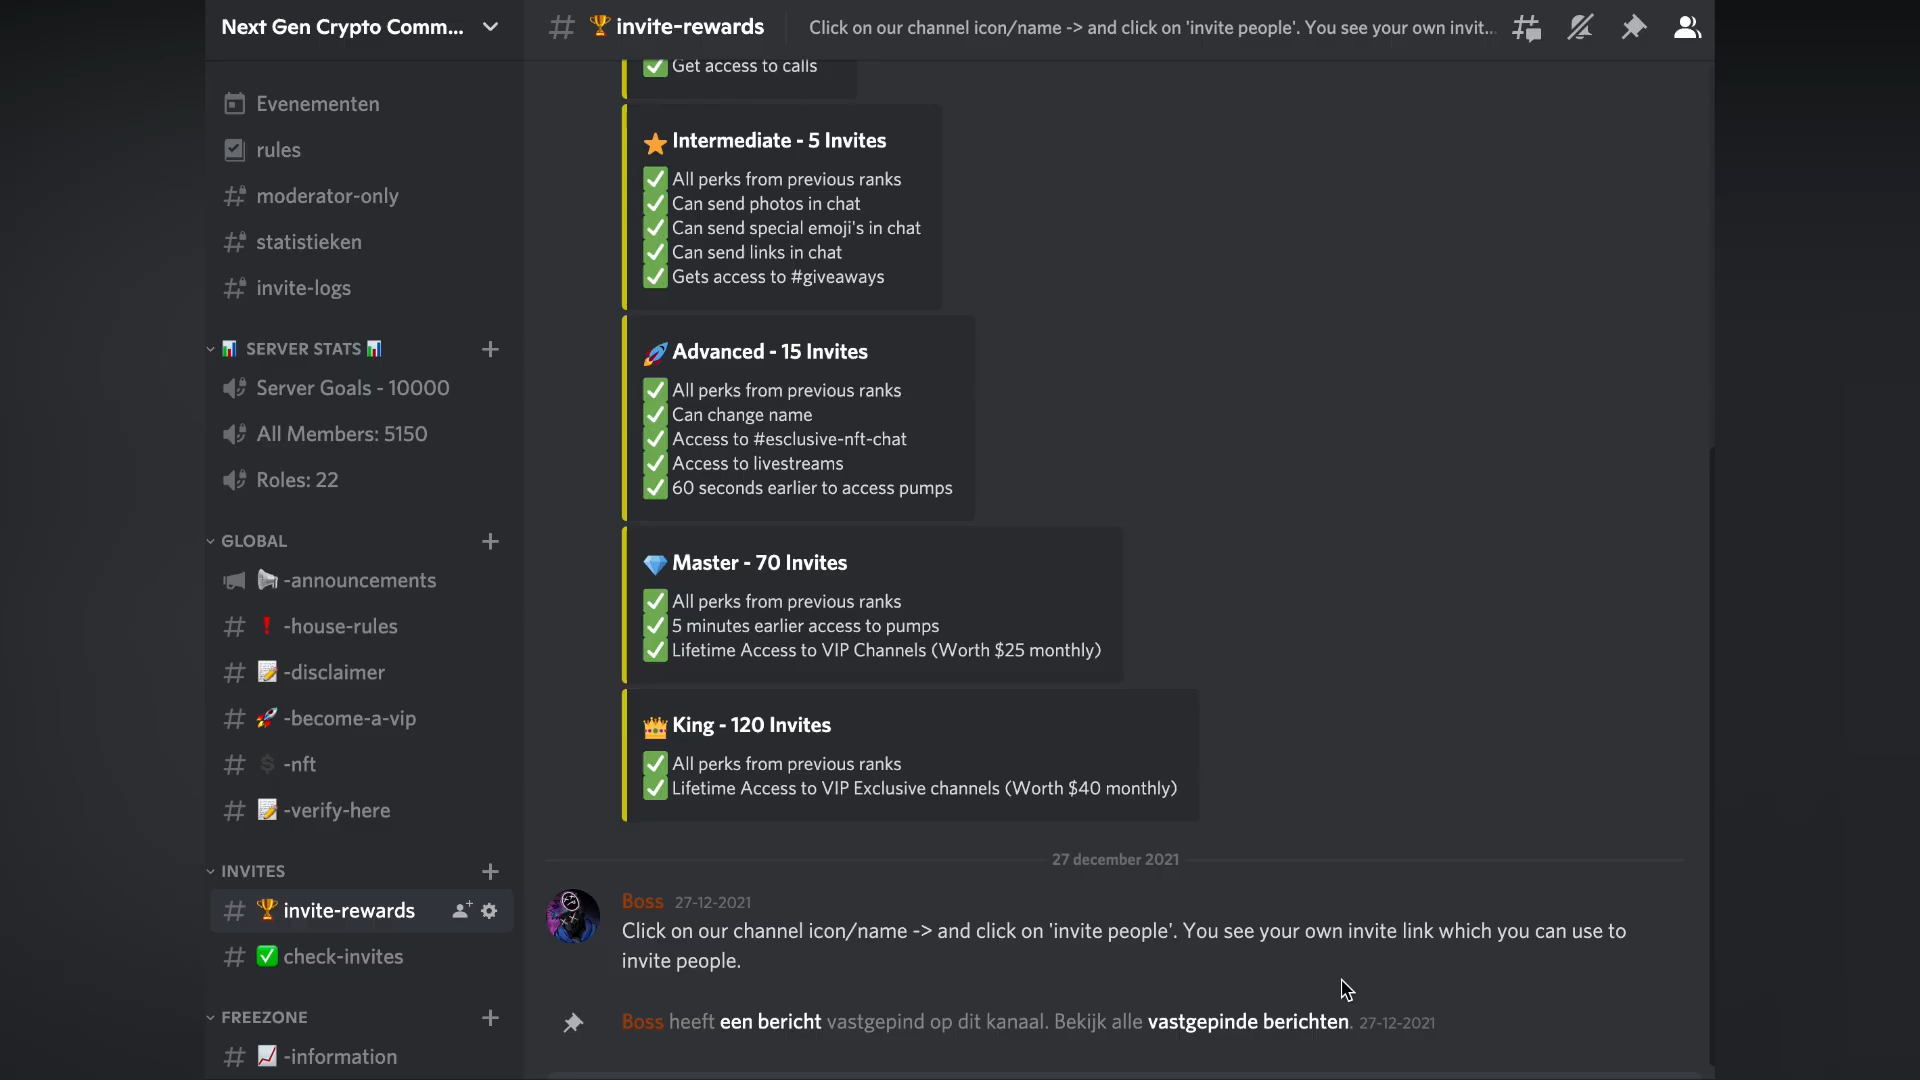 Next Gen Crypto Comm...
Evenementen
rules
moderator-only
statistieken
invite-logs
SERVER STATS
Server Goals - 10000
All Members: 5150
Roles: 22
GLOBAL
-announcements
-house-rules
-disclaimer
-become-a-vip
-nft
-verify-here
INVITES
invite-rewards
check-invites
FREEZONE
-information
invite-rewards
Click on our channel icon/name -> and click on 'invite people'. You see your own invit...
Get access to calls
Intermediate - 5 Invites
All perks from previous ranks
Can send photos in chat
Can send special emoji's in chat
Can send links in chat
Gets access to #giveaways
Advanced - 15 Invites
All perks from previous ranks
Can change name
Access to #esclusive-nft-chat
Access to livestreams
60 seconds earlier to access pumps
Master - 70 Invites
All perks from previous ranks
5 minutes earlier access to pumps
Lifetime Access to VIP Channels (Worth $25 monthly)
King - 120 Invites
All perks from previous ranks
Lifetime Access to VIP Exclusive channels (Worth $40 monthly)
27 december 2021
Boss 27-12-2021
Click on our channel icon/name -> and click on 'invite people'. You see your own invite link which you can use to
invite people.
Boss heeft een bericht vastgepind op dit kanaal. Bekijk alle vastgepinde berichten. 27-12-2021